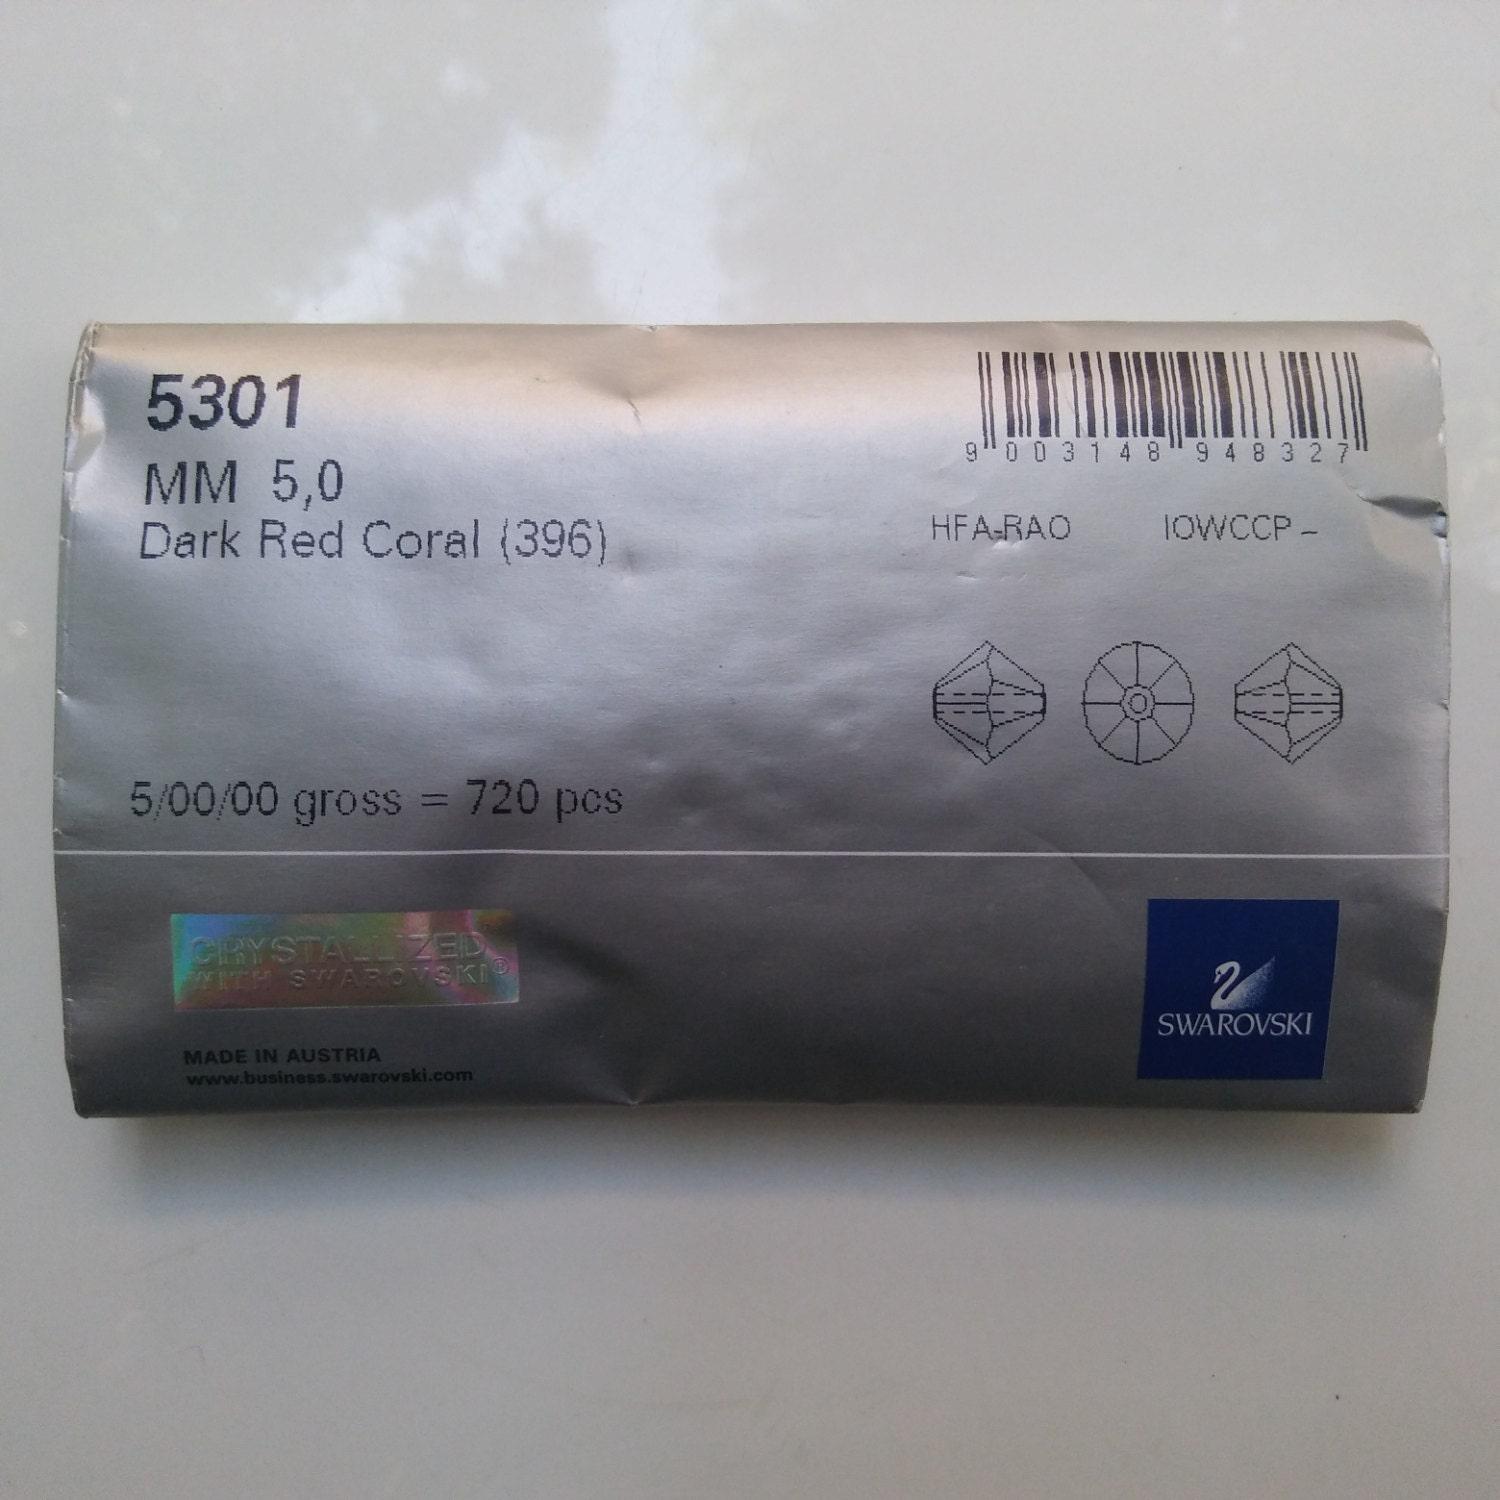 5301
MM 5,0
Dark Red Coral (396)
9 003148 948327
HFA-RAO IOWCCP -
5/00/00 gross = 720 pcs
CRYSTALLIZED
WITH SWAROVSKI®
MADE IN AUSTRIA
www.business.swarovski.com
SWAROVSKI